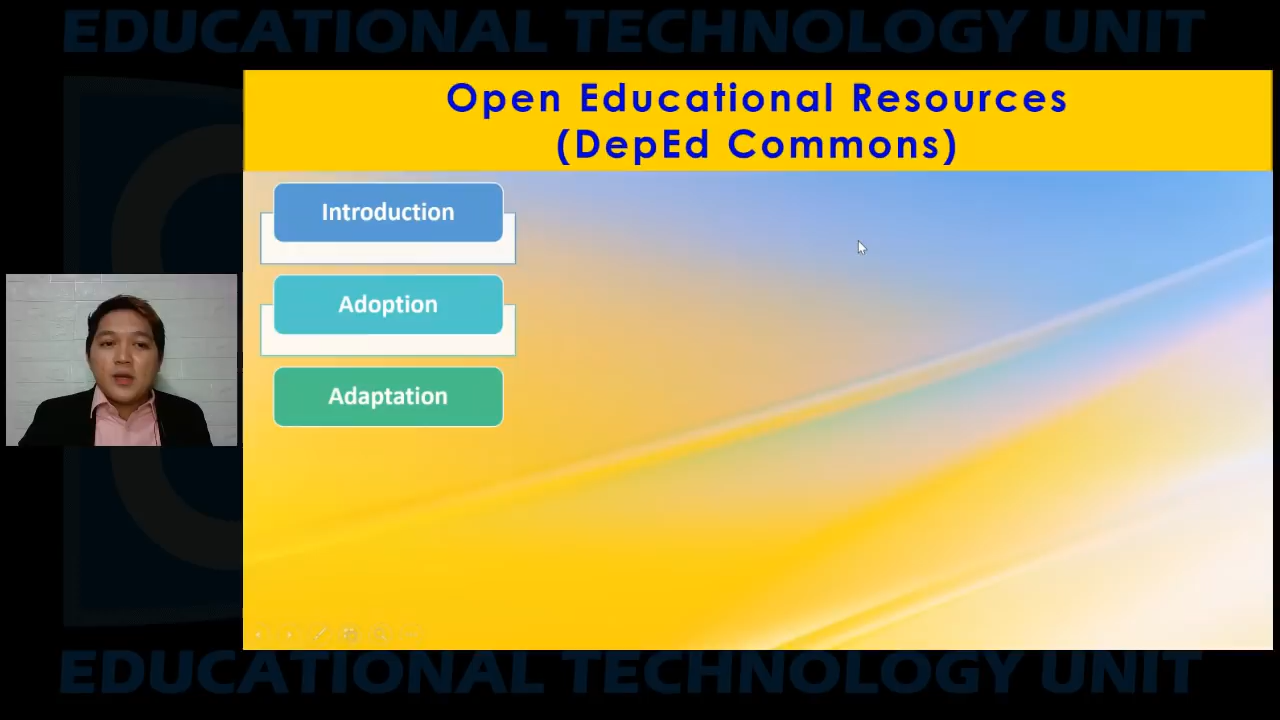 EDUCATIONAL TECHNOLOGY UNIT
Open Educational Resources
(DepEd Commons)
Introduction
Adoption
Adaptation
EDUCATIONAL TECHNOLOGY UNIT